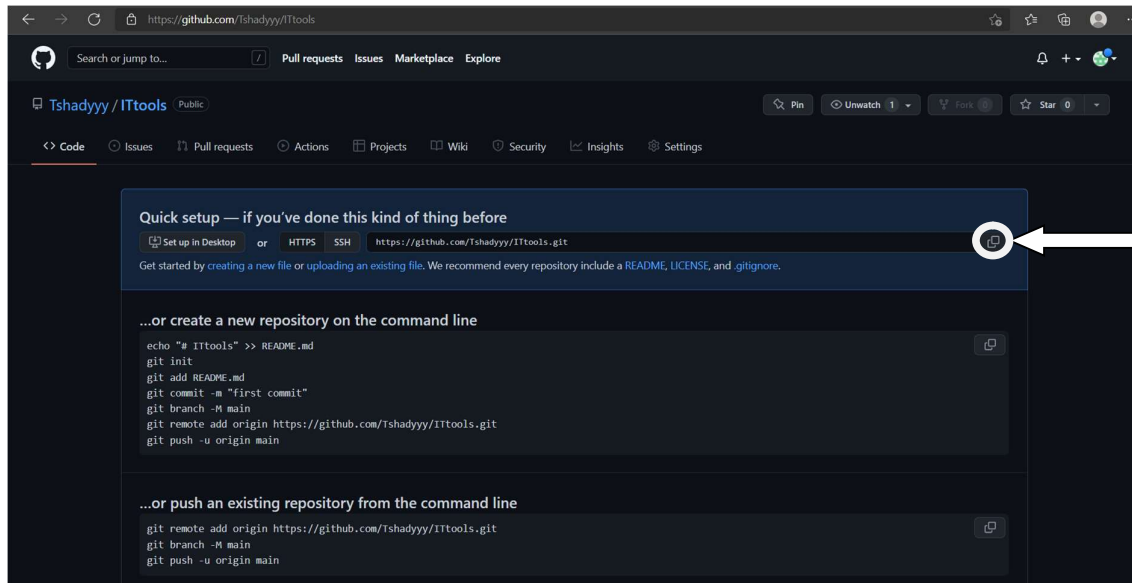 https://github.com/Tshadyyy/ITtools
Search or jump to... / Pull requests Issues Marketplace Explore
Tshadyyy / ITtools Public Pin Unwatch 1 Fork 0 Star 0
Code Issues Pull requests Actions Projects Wiki Security Insights Settings
Quick setup — if you've done this kind of thing before
Set up in Desktop or HTTPS SSH https://github.com/Tshadyyy/ITtools.git
Get started by creating a new file or uploading an existing file. We recommend every repository include a README, LICENSE, and .gitignore.
...or create a new repository on the command line
echo "# ITtools" >> README.md
git init
git add README.md
git commit -m "first commit"
git branch -M main
git remote add origin https://github.com/Tshadyyy/ITtools.git
git push -u origin main
...or push an existing repository from the command line
git remote add origin https://github.com/Tshadyyy/ITtools.git
git branch -M main
git push -u origin main